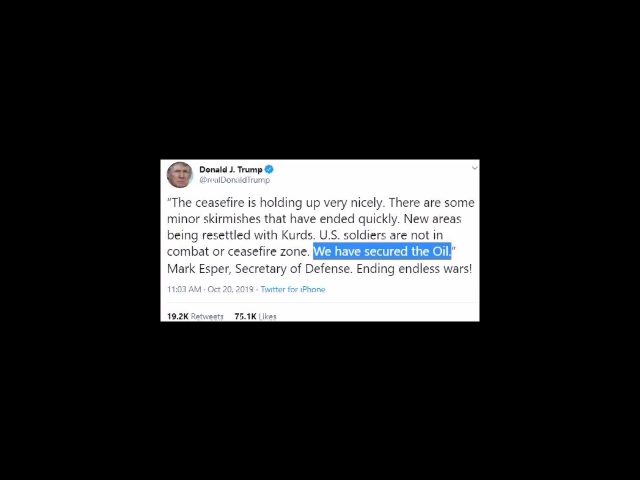 Donald J. Trump
@realDonaldTrump
“The ceasefire is holding up very nicely. There are some
minor skirmishes that have ended quickly. New areas
being resettled with Kurds. U.S. soldiers are not in
combat or ceasefire zone. We have secured the Oil.”
Mark Esper, Secretary of Defense. Ending endless wars!
11:03 AM · Oct 20, 2019 · Twitter for iPhone
19.2K Retweets 75.1K Likes